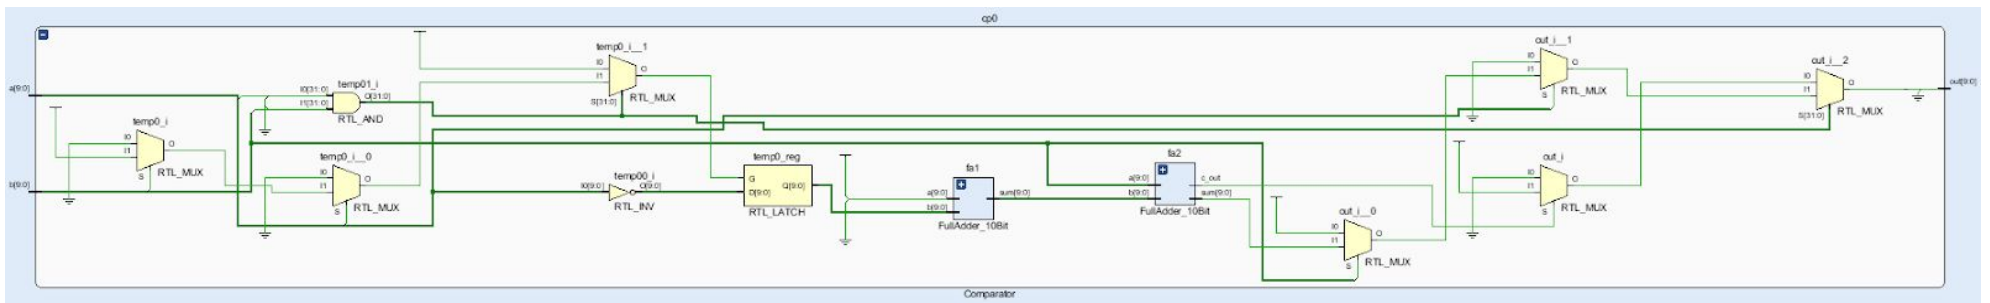 cp0
a[9:0]
b[9:0]
temp0_i
I0
I1
O
S
RTL_MUX
temp01_i
I0[31:0]
I1[31:0]
O[31:0]
RTL_AND
temp0_i__0
I0
I1
O
S
RTL_MUX
temp0_i__1
I0
I1
O
S[31:0]
RTL_MUX
temp00_i
I0[9:0]
O[9:0]
RTL_INV
temp0_reg
G
D[9:0]
Q[9:0]
RTL_LATCH
fa1
a[9:0]
b[9:0]
sum[9:0]
FullAdder_10Bit
fa2
a[9:0]
b[9:0]
c_out
sum[9:0]
FullAdder_10Bit
out_i__0
I0
I1
O
S
RTL_MUX
out_i__1
I0
I1
O
S
RTL_MUX
out_i
I0
I1
O
S
RTL_MUX
out_i__2
I0
I1
O
S[31:0]
RTL_MUX
out[9:0]
Comparator